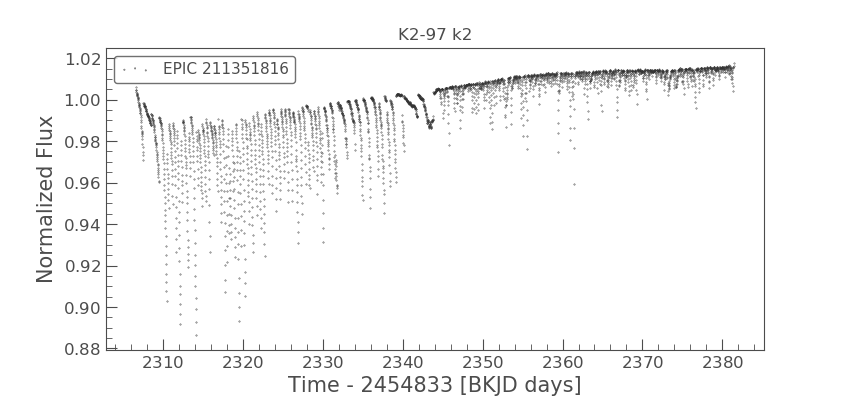 K2-97 k2
EPIC 211351816
Normalized Flux
1.02
1.00
0.98
0.96
0.94
0.92
0.90
0.88
2310 2320 2330 2340 2350 2360 2370 2380
Time - 2454833 [BKJD days]